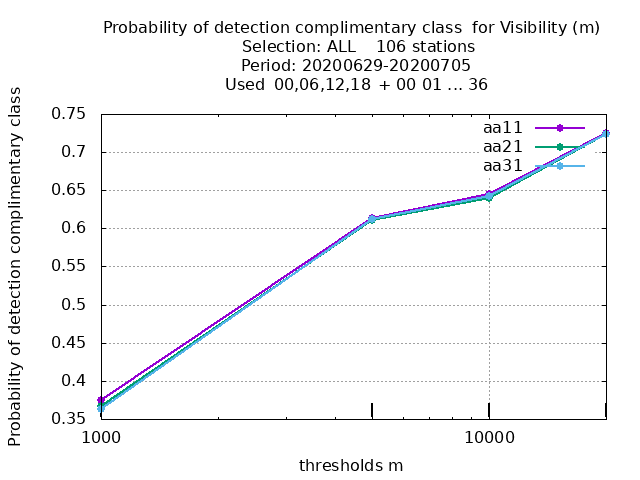 Probability of detection complimentary class  for Visibility (m)
Selection: ALL    106 stations
Period: 20200629-20200705
Used  00,06,12,18 + 00 01 ... 36
Probability of detection complimentary class
0.75
0.7
0.65
0.6
0.55
0.5
0.45
0.4
0.35
aa11
aa21
aa31
1000
10000
thresholds m